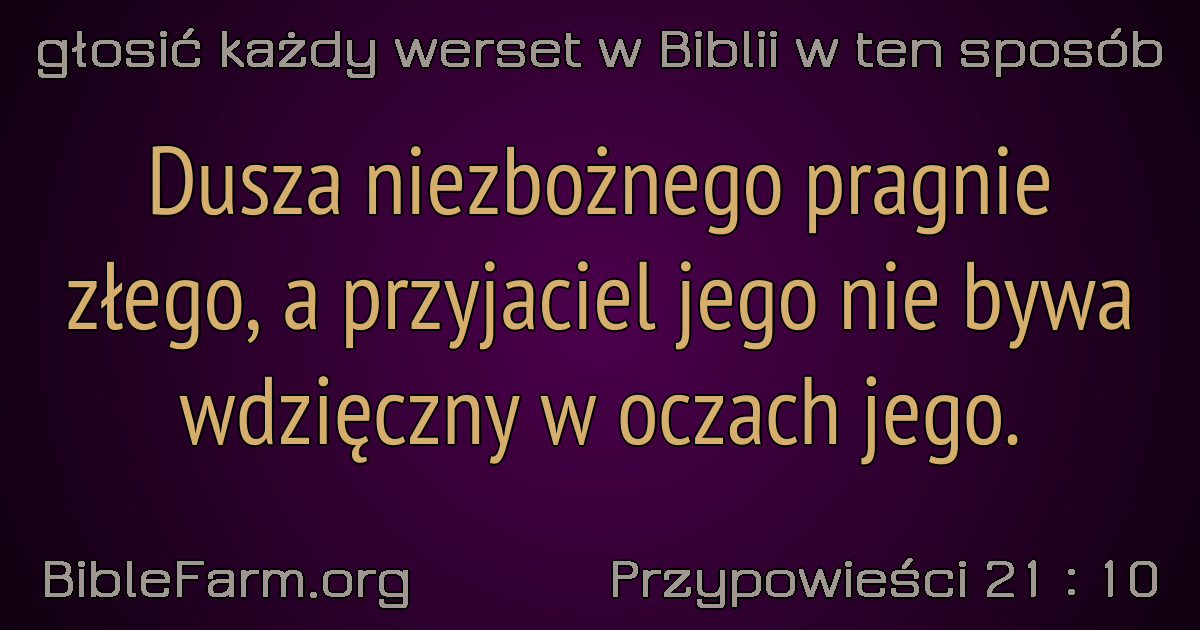 głosić każdy werset w Biblii w ten sposób
Dusza niezbożnego pragnie
złego, a przyjaciel jego nie bywa
wdzięczny w oczach jego.
BibleFarm.org
Przypowieści 21 : 10